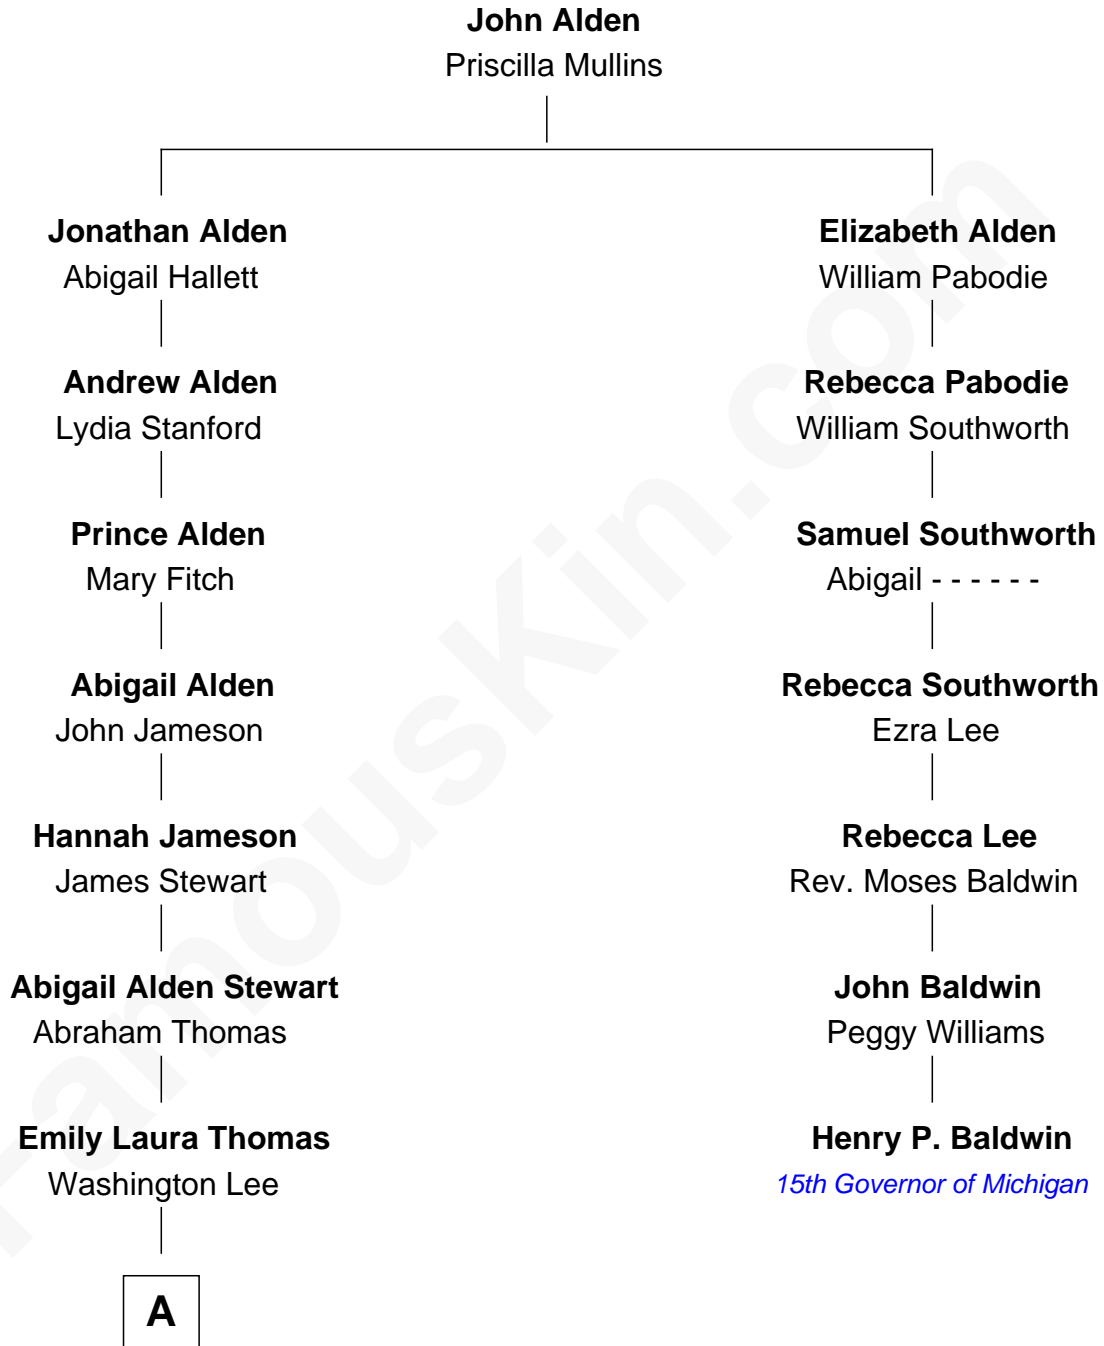 John Alden
Priscilla Mullins
Jonathan Alden
Abigail Hallett
Elizabeth Alden
William Pabodie
Andrew Alden
Lydia Stanford
Rebecca Pabodie
William Southworth
Prince Alden
Mary Fitch
Samuel Southworth
Abigail - - - - - -
Abigail Alden
John Jameson
Rebecca Southworth
Ezra Lee
Hannah Jameson
James Stewart
Rebecca Lee
Rev. Moses Baldwin
Abigail Alden Stewart
Abraham Thomas
John Baldwin
Peggy Williams
Emily Laura Thomas
Washington Lee
Henry P. Baldwin
15th Governor of Michigan
A
FamousKin.com